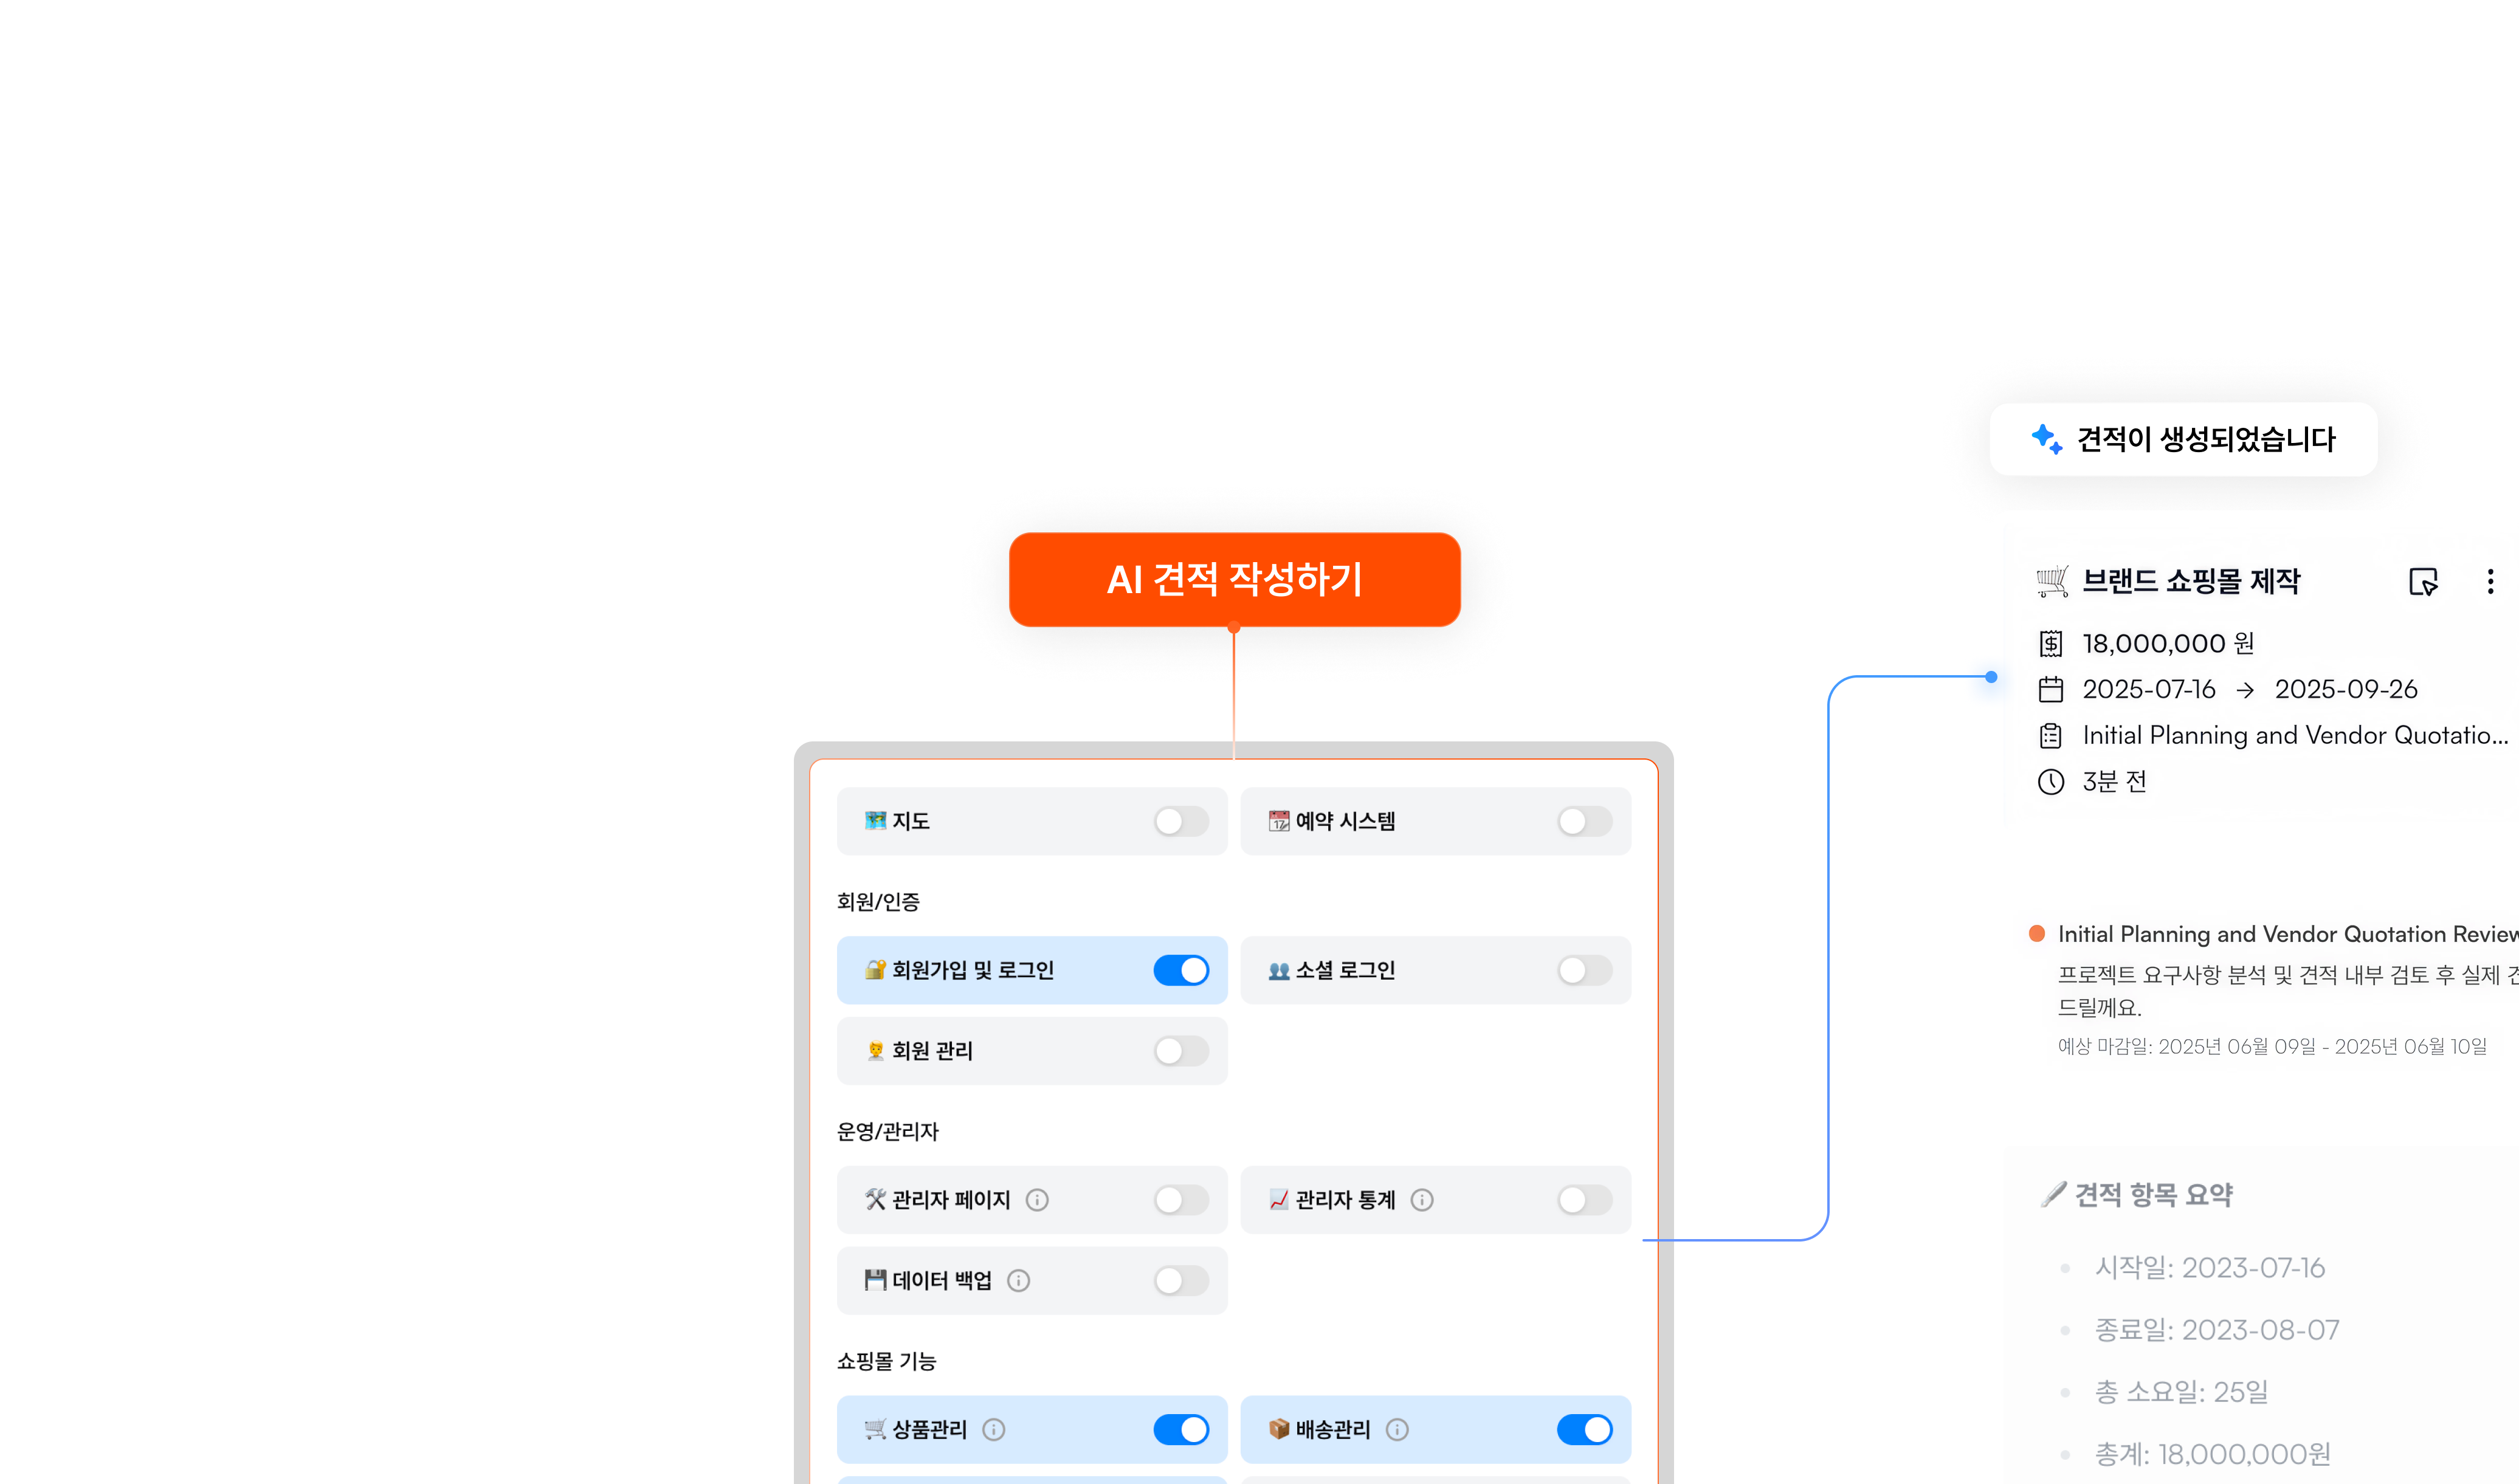 견적이 생성되었습니다
AI 견적 작성하기
브랜드 쇼핑몰 제작
18,000,000 원
2025-07-16 → 2025-09-26
Initial Planning and Vendor Quotatio...
3분 전
지도
예약 시스템
회원/인증
회원가입 및 로그인
소셜 로그인
회원 관리
운영/관리자
관리자 페이지
관리자 통계
데이터 백업
쇼핑몰 기능
상품관리
배송관리
Initial Planning and Vendor Quotation Review
프로젝트 요구사항 분석 및 견적 내부 검토 후 실제
드릴께요.
예상 마감일: 2025년 06월 09일 - 2025년 06월 10일
견적 항목 요약
시작일: 2023-07-16
종료일: 2023-08-07
총 소요일: 25일
총계: 18,000,000원